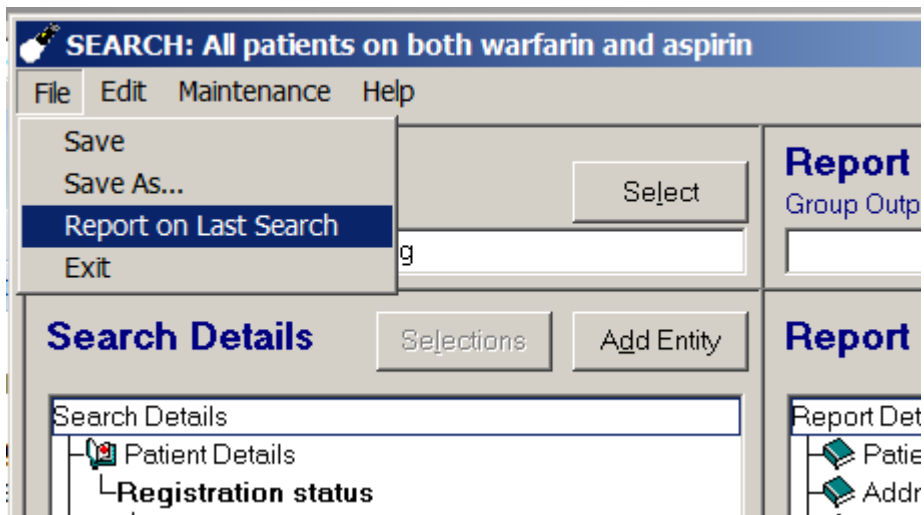 SEARCH: All patients on both warfarin and aspirin
File Edit Maintenance Help
Save
Save As...
Report on Last Search
Exit
Select
g
Report
Group Outp
Search Details
Selections
Add Entity
Report
Search Details
Patient Details
Registration status
Report Det
Patie
Addr